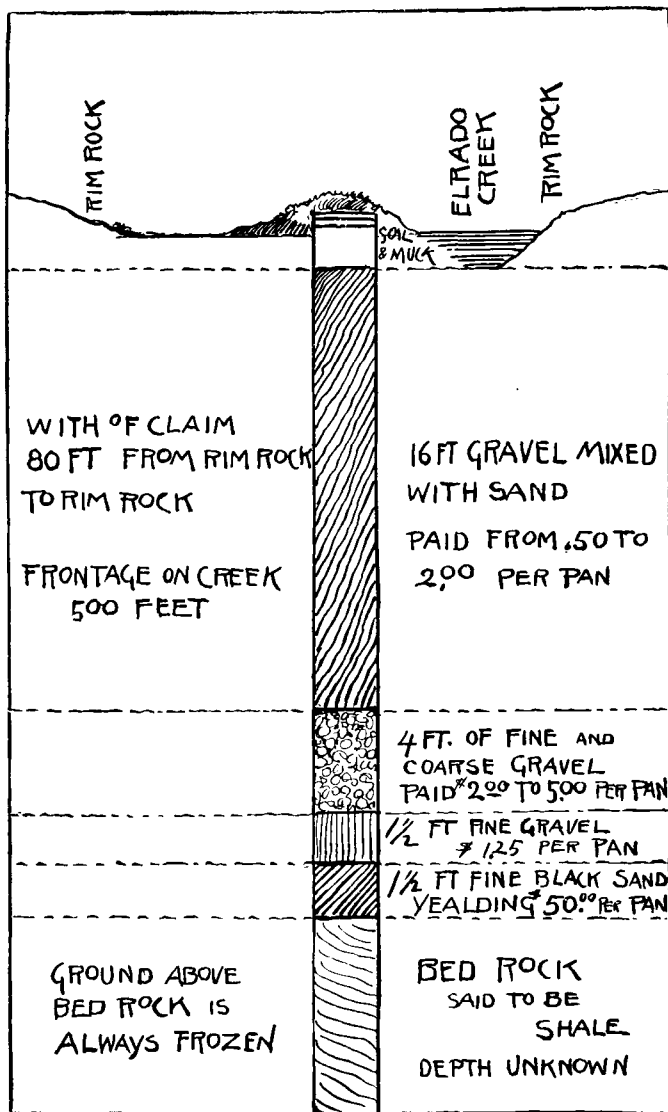 RIM ROCK
ELRADO
CREEK
RIM ROCK
SOAL
& MUCK
WITH OF CLAIM
80 FT FROM RIM ROCK
TO RIM ROCK
FRONTAGE ON CREEK
500 FEET
16 FT GRAVEL MIXED
WITH SAND
PAID FROM .50 TO
2.00 PER PAN
4 FT. OF FINE AND
COARSE GRAVEL
PAID $2.00 TO 5.00 PER PAN
1 1/2 FT FINE GRAVEL
$ 1,25 PER PAN
1 1/2 FT FINE BLACK SAND
YEALDING $50.00 PER PAN
GROUND ABOVE
BED ROCK IS
ALWAYS FROZEN
BED ROCK
SAID TO BE
SHALE
DEPTH UNKNOWN